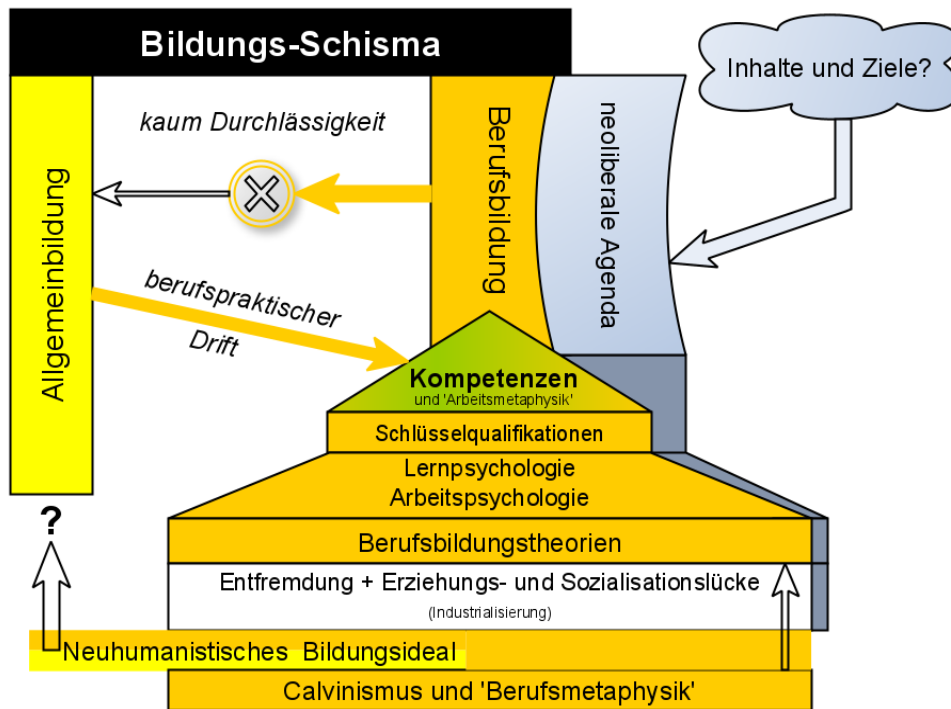 Bildungs-Schisma
Inhalte und Ziele?
kaum Durchlässigkeit
Allgemeinbildung
Berufsbildung
neoliberale Agenda
berufspraktischer
Drift
Kompetenzen
und 'Arbeitsmetaphysik'
Schlüsselqualifikationen
Lernpsychologie
Arbeitspsychologie
?
Berufsbildungstheorien
Entfremdung + Erziehungs- und Sozialisationslücke
(Industrialisierung)
Neuhumanistisches Bildungsideal
Calvinismus und 'Berufsmetaphysik'